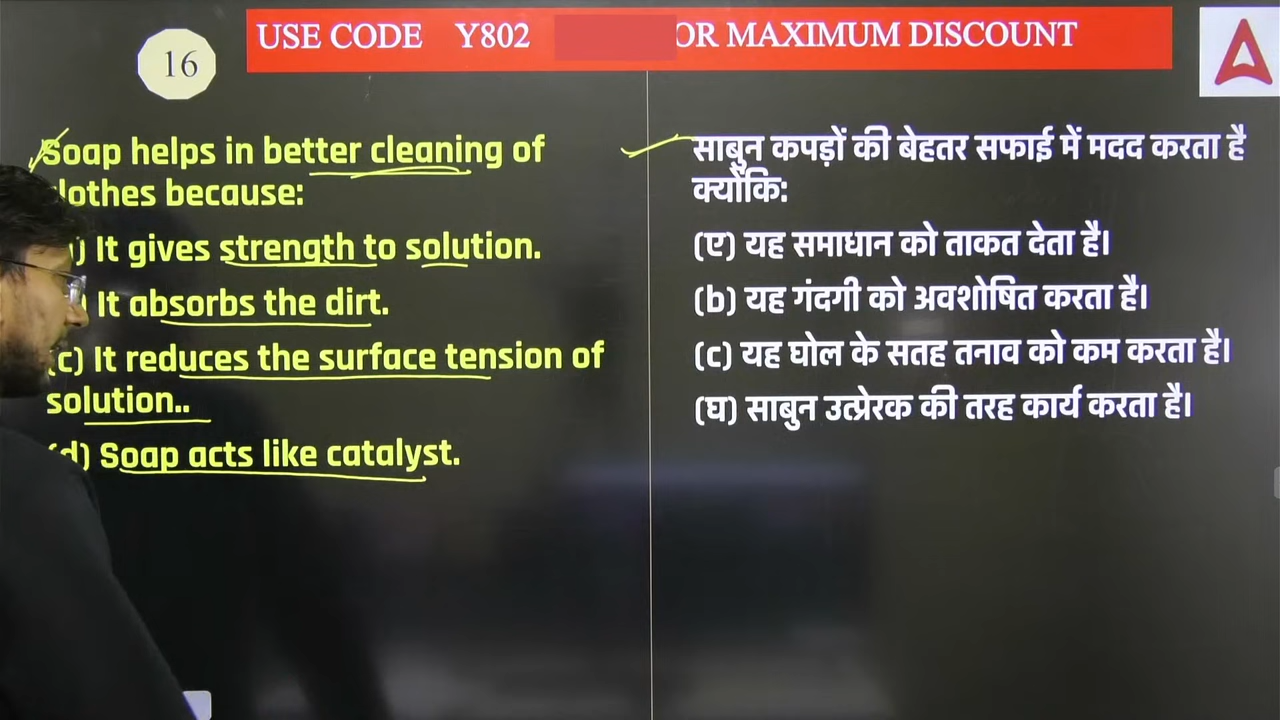 USE CODE Y802 OR MAXIMUM DISCOUNT
16
Soap helps in better cleaning of
clothes because:
) It gives strength to solution.
) It absorbs the dirt.
(c) It reduces the surface tension of
solution..
(d) Soap acts like catalyst.
साबुन कपड़ों की बेहतर सफाई में मदद करता है
क्योंकि:
(ए) यह समाधान को ताकत देता है।
(b) यह गंदगी को अवशोषित करता है।
(c) यह घोल के सतह तनाव को कम करता है।
(घ) साबुन उत्प्रेरक की तरह कार्य करता है।